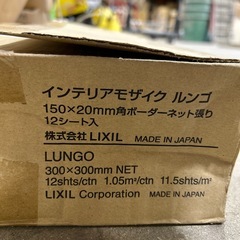 インテリアモザイク ルンゴ
150×20mm角ボーダーネット張り
12シート入
株式会社 LIXIL MADE IN JAPAN
LUNGO
300×300mm NET
12shts/ctn 1.05m²/ctn 11.5shts/m²
LIXIL Corporation MADE IN JAPAN